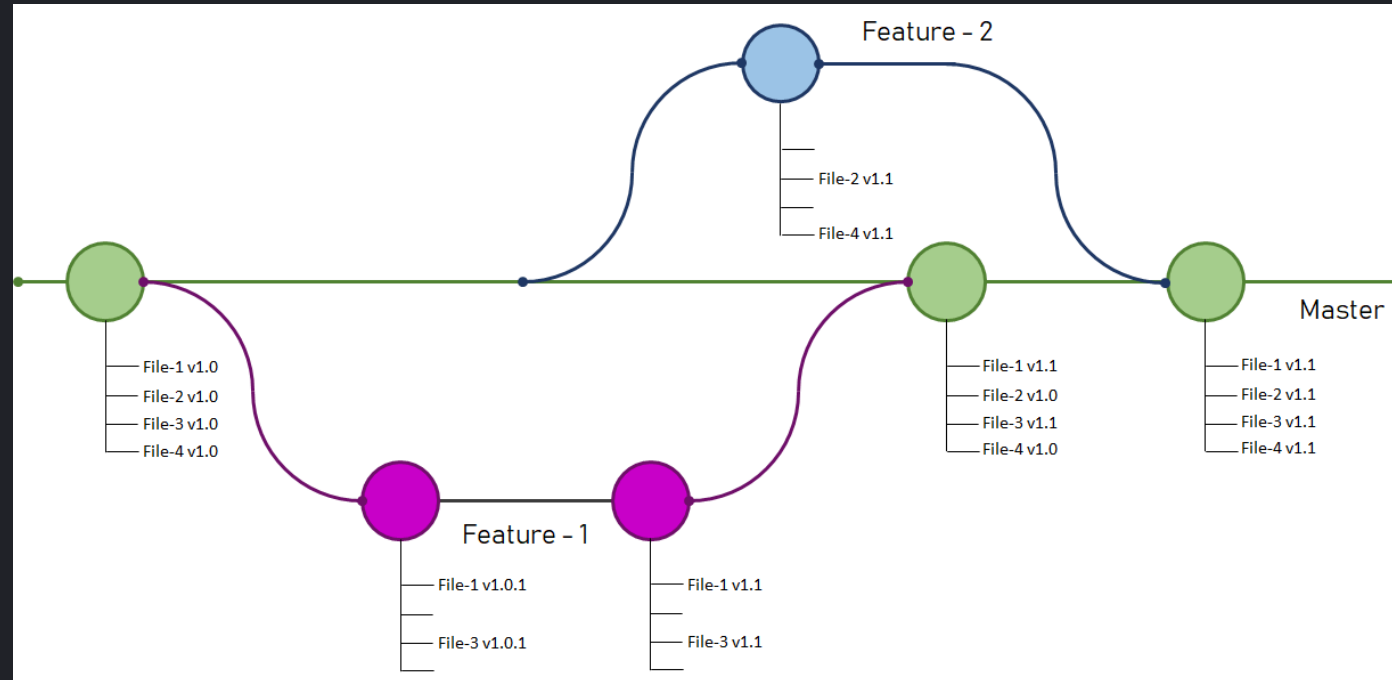 Feature - 2
File-2 v1.1
File-4 v1.1
Master
File-1 v1.0
File-2 v1.0
File-3 v1.0
File-4 v1.0
File-1 v1.1
File-2 v1.0
File-3 v1.1
File-4 v1.0
File-1 v1.1
File-2 v1.1
File-3 v1.1
File-4 v1.1
Feature - 1
File-1 v1.0.1
File-3 v1.0.1
File-1 v1.1
File-3 v1.1